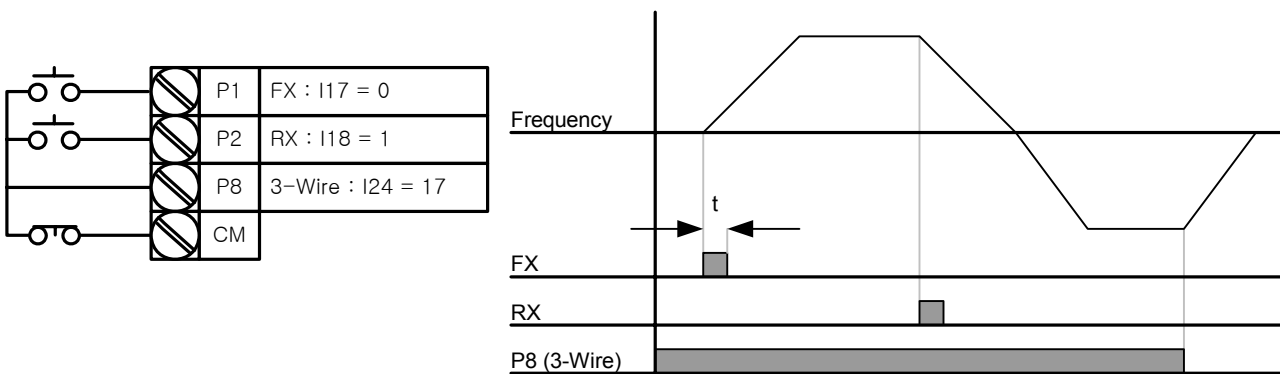 P1 FX : I17 = 0
P2 RX : I18 = 1
P8 3-Wire : I24 = 17
CM
Frequency
t
FX
RX
P8 (3-Wire)